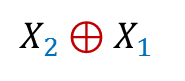 X₂ ⊕ X₁